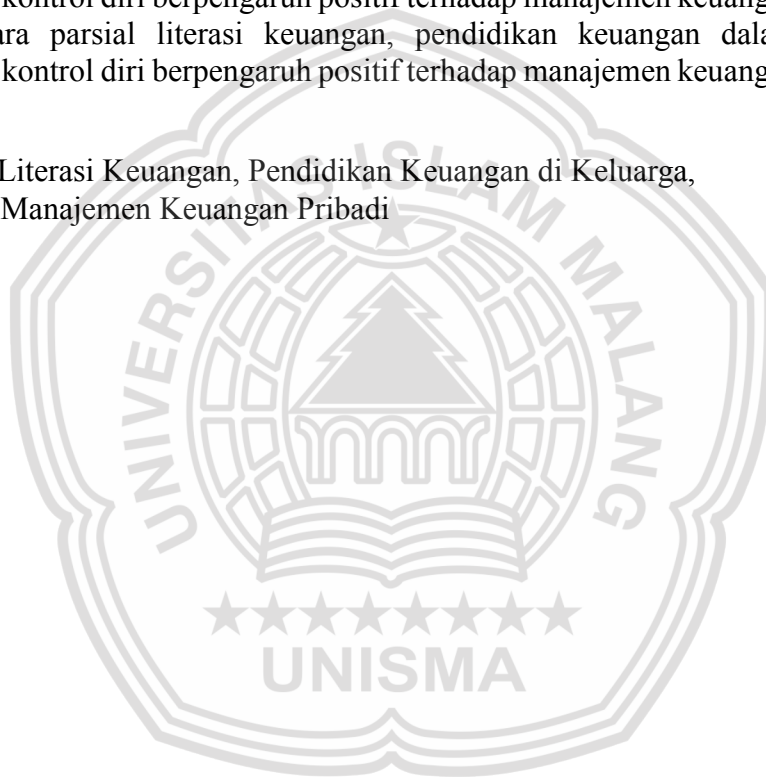 kontrol diri berpengaruh positif terhadap manajemen keuang
ara parsial literasi keuangan, pendidikan keuangan dala
kontrol diri berpengaruh positif terhadap manajemen keuang
Literasi Keuangan, Pendidikan Keuangan di Keluarga,
Manajemen Keuangan Pribadi
UNIVERSITAS ISLAM MALANG
UNISMA